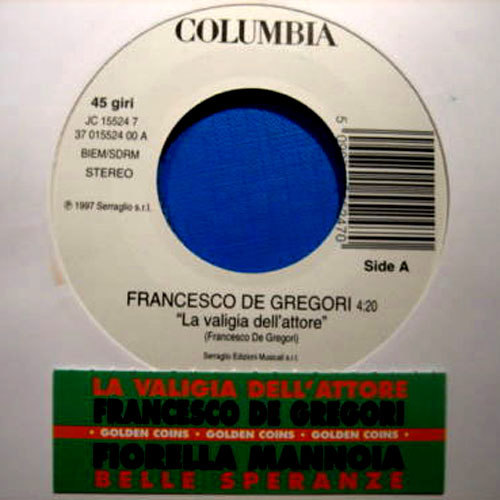 COLUMBIA
45 giri
JC 15524 7
37 015524 00 A
BIEM/SDRM
STEREO
℗ 1997 Serraglio s.r.l.
Side A
FRANCESCO DE GREGORI 4:20
"La valigia dell'attore"
(Francesco De Gregori)
Serraglio Edizioni Musicali s.r.l.
LA VALIGIA DELL'ATTORE
FRANCESCO DE GREGORI
• GOLDEN COINS • GOLDEN COINS • GOLDEN COINS •
FIORELLA MANNOIA
BELLE SPERANZE